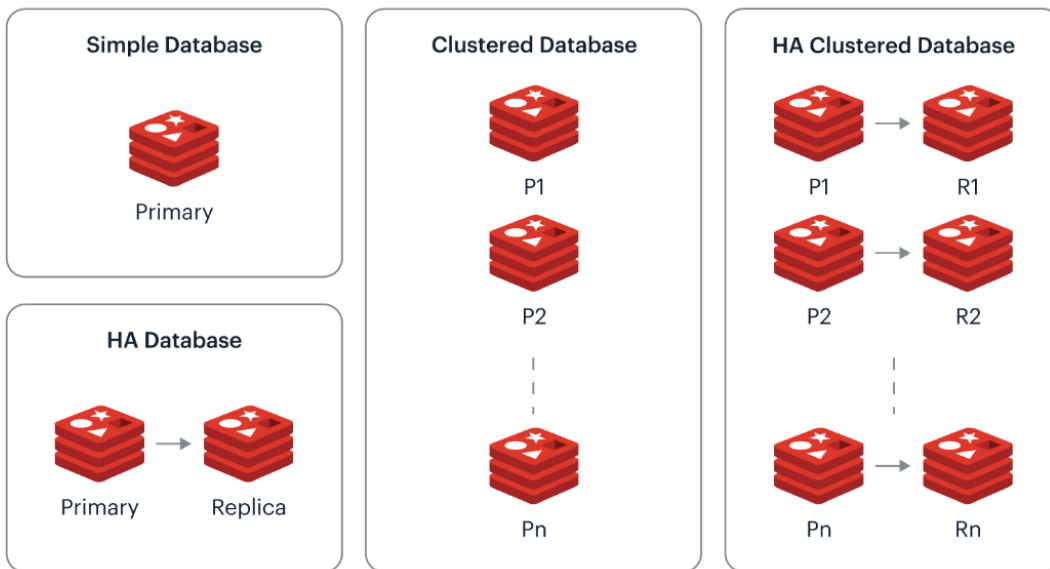 Simple Database
Primary
HA Database
Primary Replica
Clustered Database
P1
P2
Pn
HA Clustered Database
P1 R1
P2 R2
Pn Rn